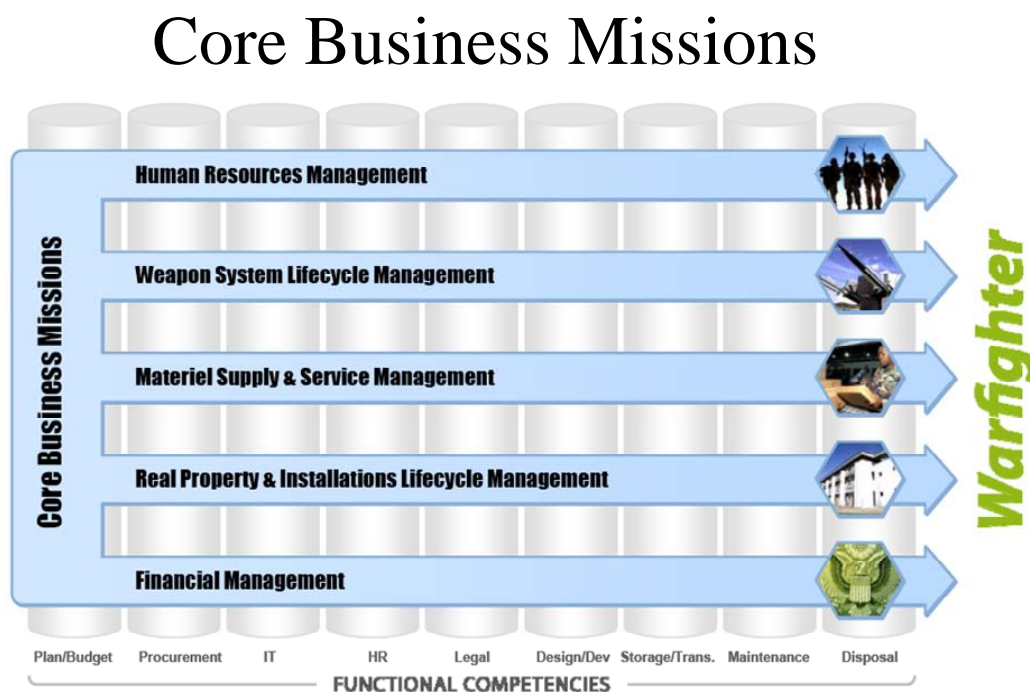 Core Business Missions
Core Business Missions
Human Resources Management
Weapon System Lifecycle Management
Materiel Supply & Service Management
Real Property & Installations Lifecycle Management
Financial Management
Warfighter
Plan/Budget Procurement IT HR Legal Design/Dev Storage/Trans. Maintenance Disposal
FUNCTIONAL COMPETENCIES